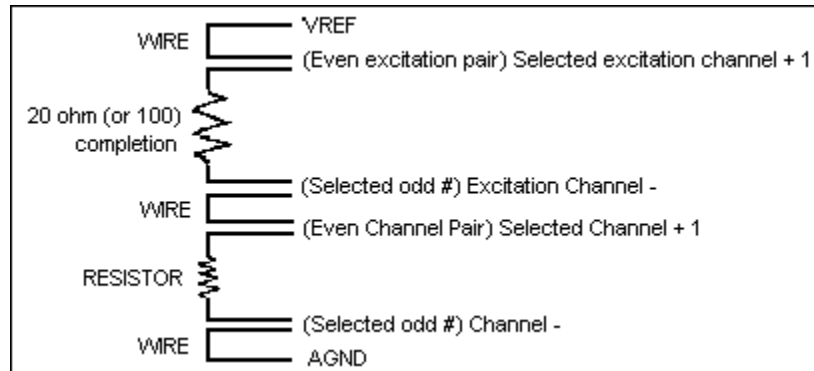 'VREF
WIRE
(Even excitation pair) Selected excitation channel + 1
20 ohm (or 100)
completion
(Selected odd #) Excitation Channel -
WIRE
(Even Channel Pair) Selected Channel + 1
RESISTOR
(Selected odd #) Channel -
WIRE
AGND